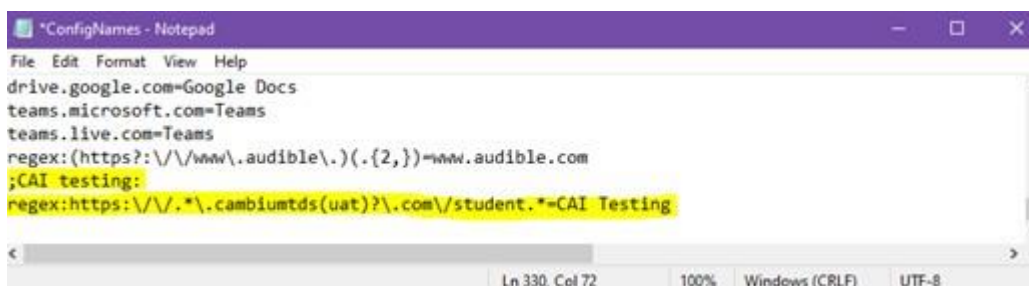 *ConfigNames - Notepad
File Edit Format View Help
drive.google.com=Google Docs
teams.microsoft.com=Teams
teams.live.com=Teams
regex:(https?:\/\/www\.audible\.)(.{2,})=www.audible.com
;CAI testing:
regex:https:\/\/.*\.cambiumtds(uat)?\.com\/student.*=CAI Testing
Ln 330, Col 72 100% Windows (CRLF) UTF-8